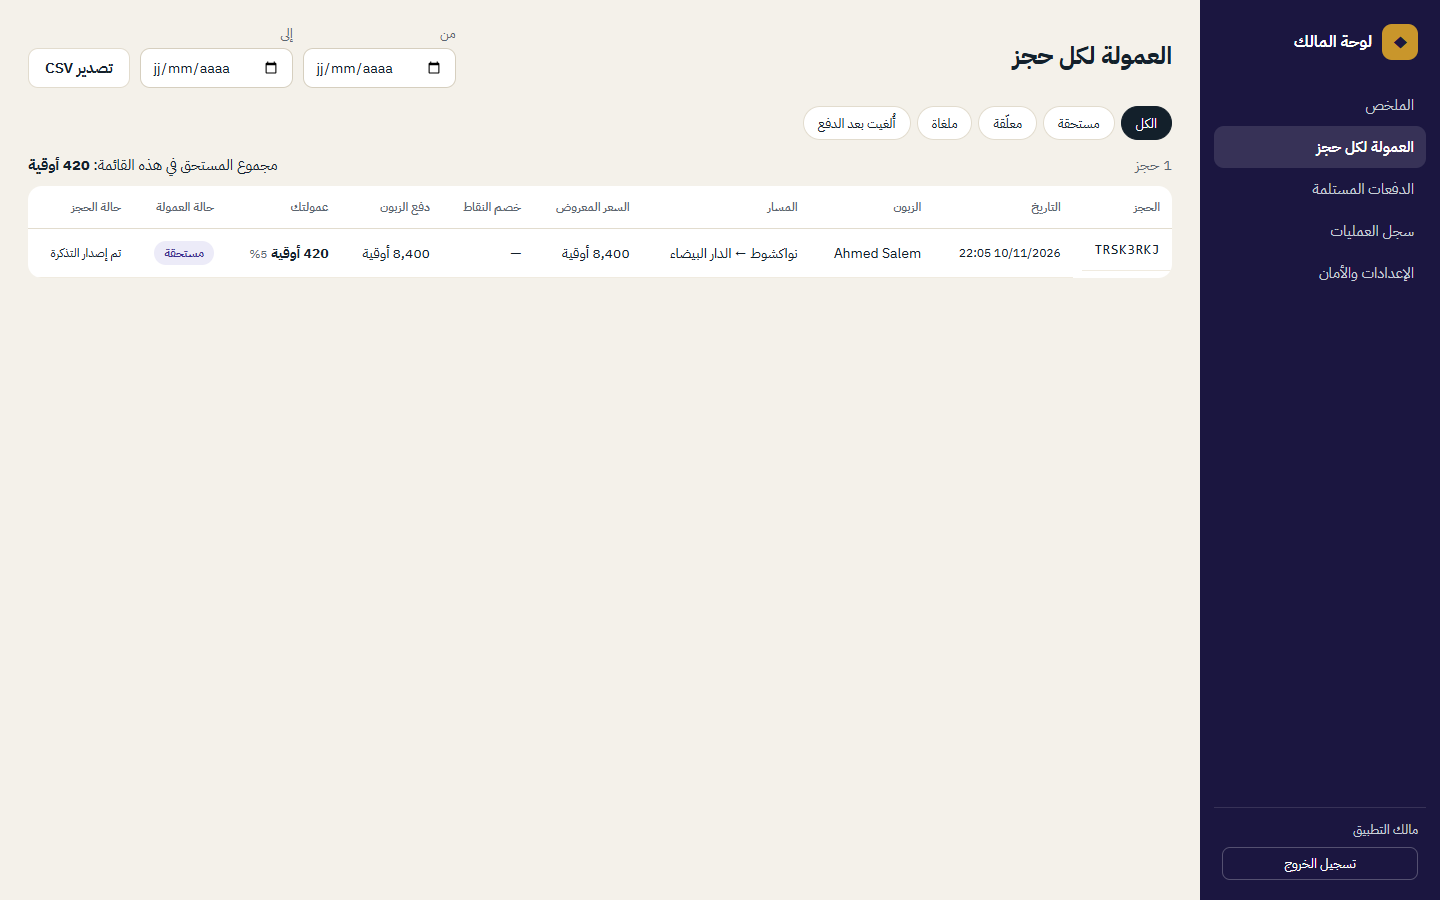 لوحة المالك
الملخص
العمولة لكل حجز
الدفعات المستلمة
سجل العمليات
الإعدادات والأمان
مالك التطبيق
تسجيل الخروج
العمولة لكل حجز
من
jj/mm/aaaa
إلى
jj/mm/aaaa
تصدير CSV
الكل
مستحقة
معلّقة
ملغاة
أُلغيت بعد الدفع
1 حجز
مجموع المستحق في هذه القائمة: 420 أوقية
الحجز التاريخ الزبون المسار السعر المعروض خصم النقاط دفع الزبون عمولتك حالة العمولة حالة الحجز
TRSK3RKJ 22:05 10/11/2026 Ahmed Salem نواكشوط ← الدار البيضاء 8,400 أوقية — 8,400 أوقية 420 أوقية %5 مستحقة تم إصدار التذكرة